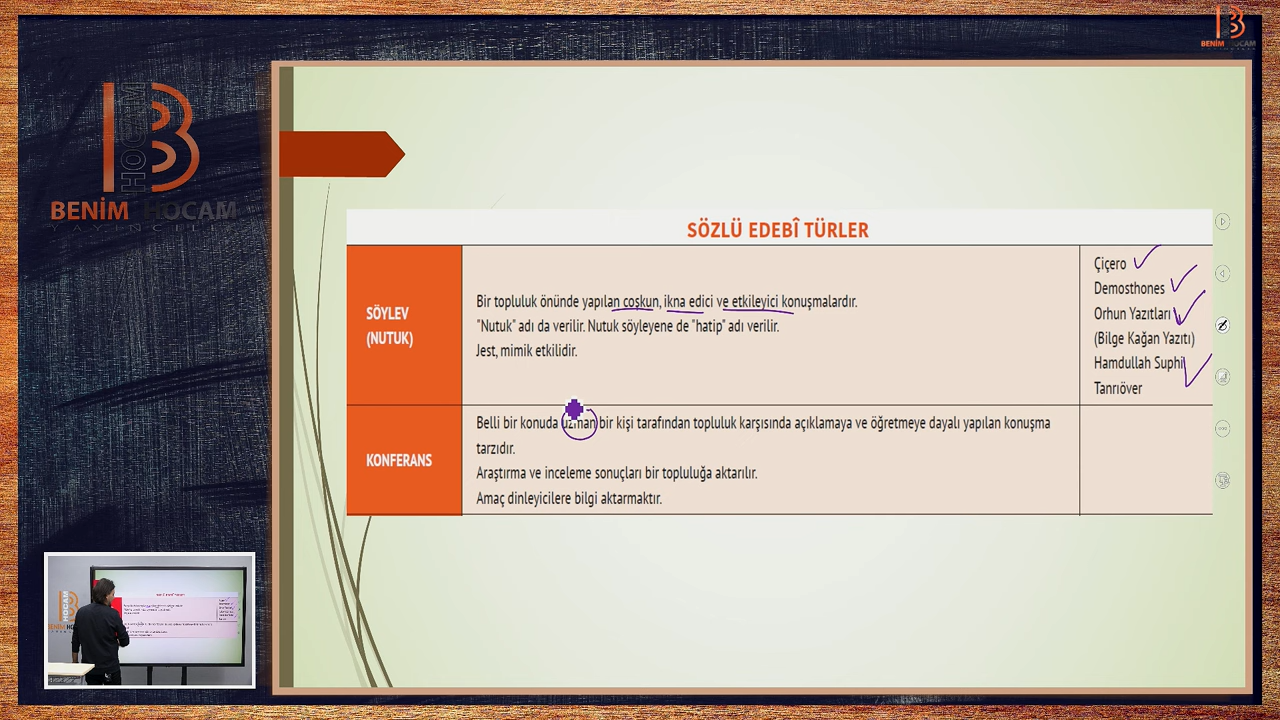 BENİM HOCAM
HOCAM
BENİM HOCAM
YAYINCILIK
SÖZLÜ EDEBÎ TÜRLER
SÖYLEV
(NUTUK)
Bir topluluk önünde yapılan coşkun, ikna edici ve etkileyici konuşmalardır.
"Nutuk" adı da verilir. Nutuk söyleyene de "hatip" adı verilir.
Jest, mimik etkilidir.
Çiçero
Demosthones
Orhun Yazıtları
(Bilge Kağan Yazıtı)
Hamdullah Suphi
Tanrıöver
KONFERANS
Belli bir konuda uzman bir kişi tarafından topluluk karşısında açıklamaya ve öğretmeye dayalı yapılan konuşma
tarzıdır.
Araştırma ve inceleme sonuçları bir topluluğa aktarılır.
Amaç dinleyicilere bilgi aktarmaktır.
HOCAM